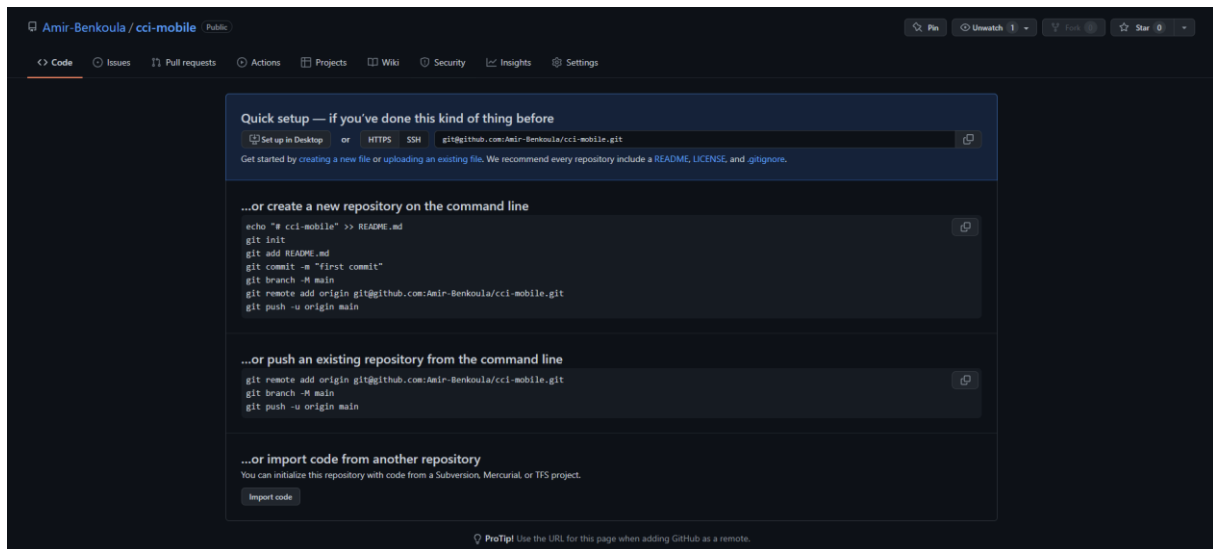 Amir-Benkoula / cci-mobile Public
Pin Unwatch 1 Fork 0 Star 0
<> Code Issues Pull requests Actions Projects Wiki Security Insights Settings
Quick setup — if you've done this kind of thing before
Set up in Desktop or HTTPS SSH git@github.com:Amir-Benkoula/cci-mobile.git
Get started by creating a new file or uploading an existing file. We recommend every repository include a README, LICENSE, and .gitignore.
...or create a new repository on the command line
echo "# cci-mobile" >> README.md
git init
git add README.md
git commit -m "first commit"
git branch -M main
git remote add origin git@github.com:Amir-Benkoula/cci-mobile.git
git push -u origin main
...or push an existing repository from the command line
git remote add origin git@github.com:Amir-Benkoula/cci-mobile.git
git branch -M main
git push -u origin main
...or import code from another repository
You can initialize this repository with code from a Subversion, Mercurial, or TFS project.
Import code
ProTip! Use the URL for this page when adding GitHub as a remote.